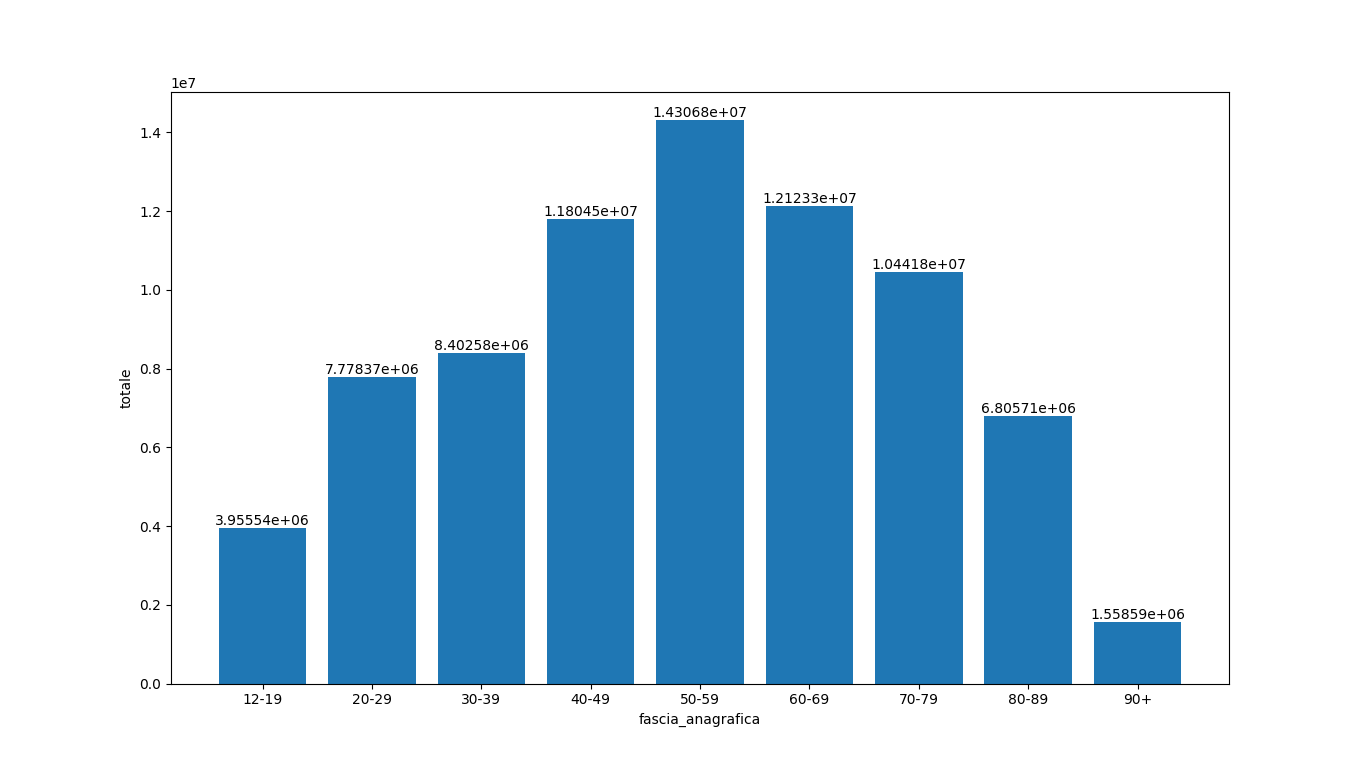 1e7
1.43068e+07
1.4
1.21233e+07
1.2
1.18045e+07
1.04418e+07
1.0
8.40258e+06
0.8
7.77837e+06
totale
6.80571e+06
0.6
0.4
3.95554e+06
0.2
1.55859e+06
0.0
12-19 20-29 30-39 40-49 50-59 60-69 70-79 80-89 90+
fascia_anagrafica